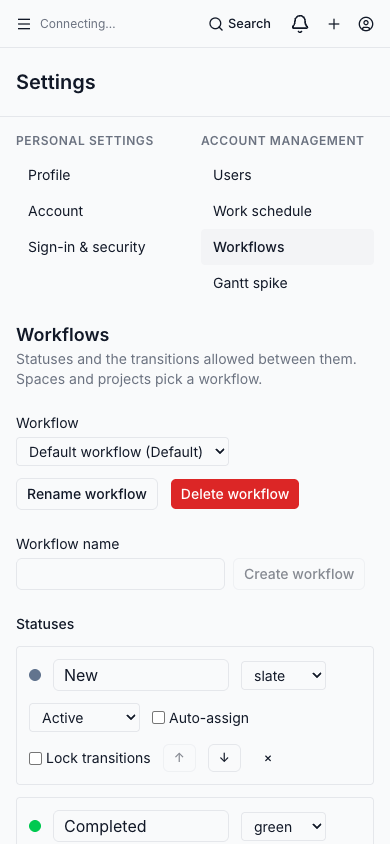 Connecting...
Search
Settings
PERSONAL SETTINGS
Profile
Account
Sign-in & security
ACCOUNT MANAGEMENT
Users
Work schedule
Workflows
Gantt spike
Workflows
Statuses and the transitions allowed between them.
Spaces and projects pick a workflow.
Workflow
Default workflow (Default)
Rename workflow
Delete workflow
Workflow name
Create workflow
Statuses
New
slate
Active
Auto-assign
Lock transitions
↑
↓
×
Completed
green